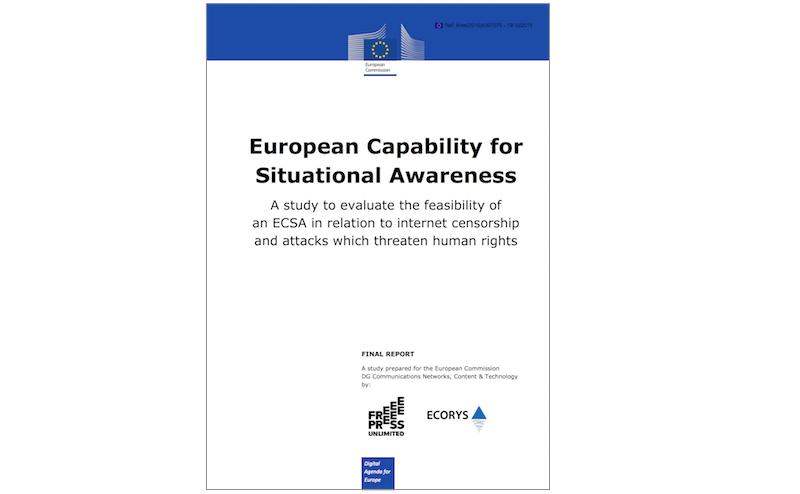 European
Commission
European Capability for
Situational Awareness
A study to evaluate the feasibility of
an ECSA in relation to internet censorship
and attacks which threaten human rights
FINAL REPORT
A study prepared for the European Commission
DG Communications Networks, Content & Technology
by:
FREEEEEE
PRESS
UNLIMITED
ECORYS
Digital
Agenda for
Europe